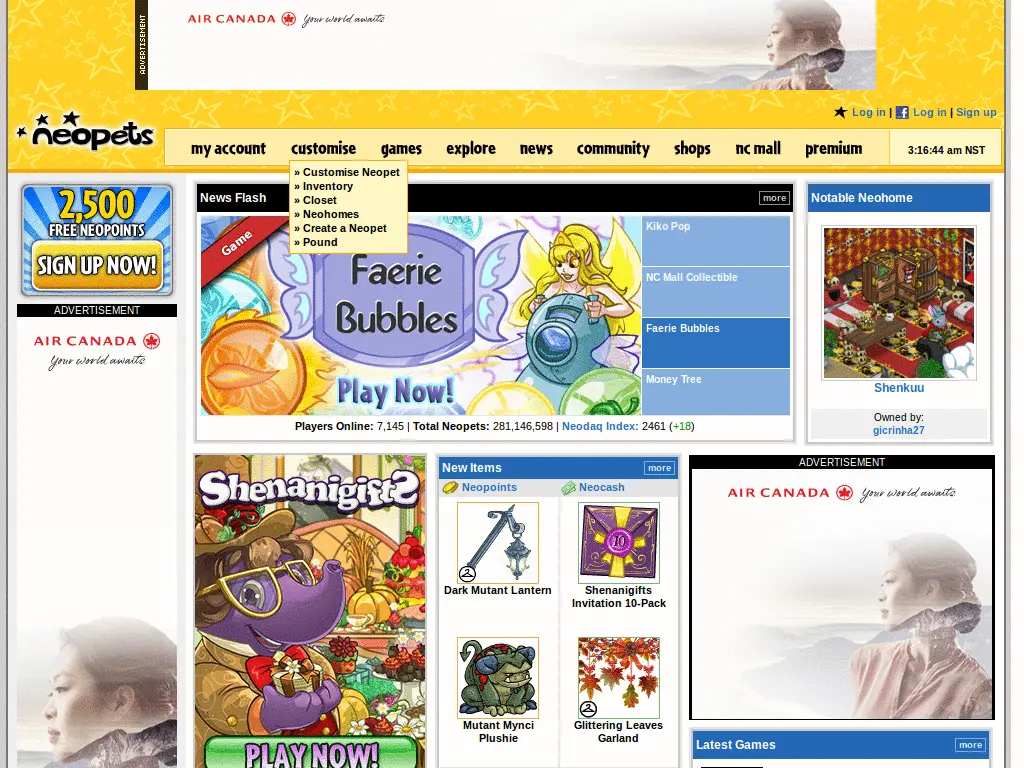 AIR CANADA Your world awaits.
ADVERTISEMENT
Log in | Log in | Sign up
neopets
my account customise games explore news community shops nc mall premium 3:16:44 am NST
» Customise Neopet
» Inventory
» Closet
» Neohomes
» Create a Neopet
» Pound
2,500
FREE NEOPOINTS
SIGN UP NOW!
ADVERTISEMENT
AIR CANADA
Your world awaits.
News Flash more
Game
Faerie
Bubbles
Play Now!
Kiko Pop
NC Mall Collectible
Faerie Bubbles
Money Tree
Players Online: 7,145 | Total Neopets: 281,146,598 | Neodaq Index: 2461 (+18)
Notable Neohome
Shenkuu
Owned by:
gicrinha27
Shenanigifts
PLAY NOW!
New Items more
Neopoints Neocash
Dark Mutant Lantern
10
Shenanigifts
Invitation 10-Pack
Mutant Mynci
Plushie
Glittering Leaves
Garland
ADVERTISEMENT
AIR CANADA Your world awaits.
Latest Games more